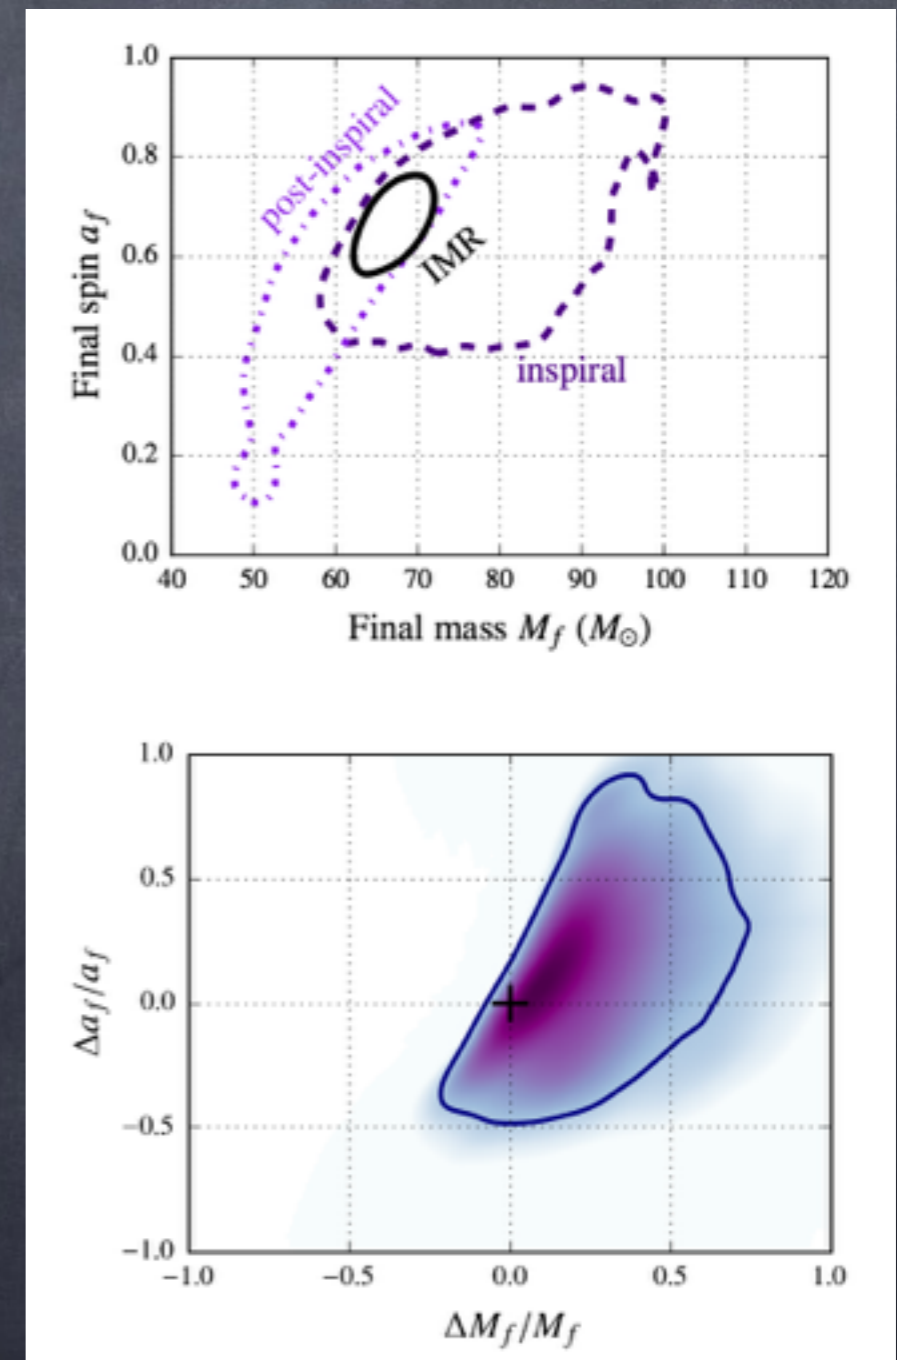 1.0
0.8
0.6
0.4
0.2
0.0
Final spin a_f
post-inspiral
IMR
inspiral
40 50 60 70 80 90 100 110 120
Final mass M_f (M_⊙)
1.0
0.5
0.0
−0.5
−1.0
Δa_f/a_f
−1.0 −0.5 0.0 0.5 1.0
ΔM_f/M_f